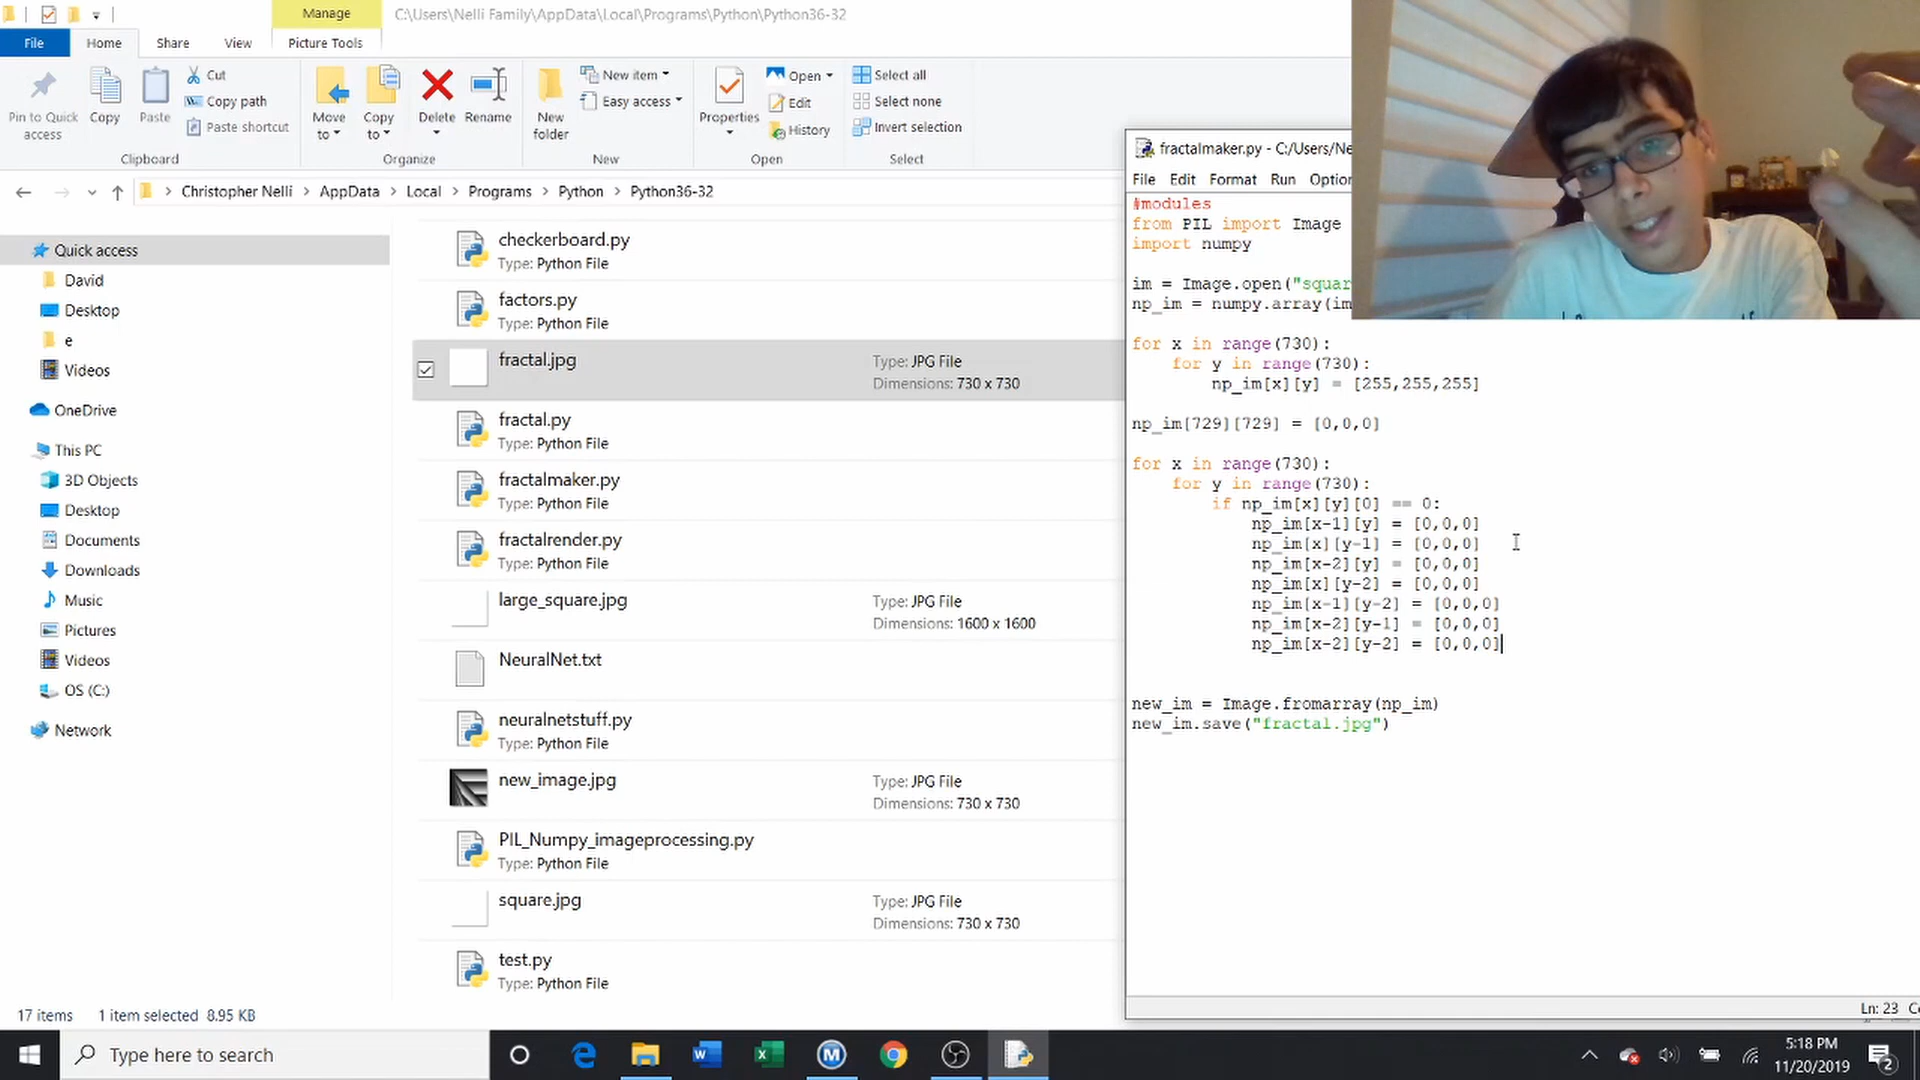 Manage
C:\Users\Nelli Family\AppData\Local\Programs\Python\Python36-32
File
Home
Share
View
Picture Tools
Pin to Quick access
Copy
Paste
Cut
Copy path
Paste shortcut
Clipboard
Move to
Copy to
Delete
Rename
Organize
New folder
New item
Easy access
New
Properties
Open
Edit
History
Open
Select all
Select none
Invert selection
Select
Christopher Nelli > AppData > Local > Programs > Python > Python36-32
Quick access
David
Desktop
e
Videos
OneDrive
This PC
3D Objects
Desktop
Documents
Downloads
Music
Pictures
Videos
OS (C:)
Network
checkerboard.py
Type: Python File
factors.py
Type: Python File
fractal.jpg
Type: JPG File
Dimensions: 730 x 730
fractal.py
Type: Python File
fractalmaker.py
Type: Python File
fractalrender.py
Type: Python File
large_square.jpg
Type: JPG File
Dimensions: 1600 x 1600
NeuralNet.txt
neuralnetstuff.py
Type: Python File
new_image.jpg
Type: JPG File
Dimensions: 730 x 730
PIL_Numpy_imageprocessing.py
Type: Python File
square.jpg
Type: JPG File
Dimensions: 730 x 730
test.py
Type: Python File
17 items
1 item selected 8.95 KB
fractalmaker.py - C:/Users/Ne
File Edit Format Run Option
#modules
from PIL import Image
import numpy
im = Image.open("squar
np_im = numpy.array(im
for x in range(730):
for y in range(730):
np_im[x][y] = [255,255,255]
np_im[729][729] = [0,0,0]
for x in range(730):
for y in range(730):
if np_im[x][y][0] == 0:
np_im[x-1][y] = [0,0,0]
np_im[x][y-1] = [0,0,0]
np_im[x-2][y] = [0,0,0]
np_im[x][y-2] = [0,0,0]
np_im[x-1][y-2] = [0,0,0]
np_im[x-2][y-1] = [0,0,0]
np_im[x-2][y-2] = [0,0,0]
new_im = Image.fromarray(np_im)
new_im.save("fractal.jpg")
Ln: 23
Type here to search
5:18 PM
11/20/2019
2